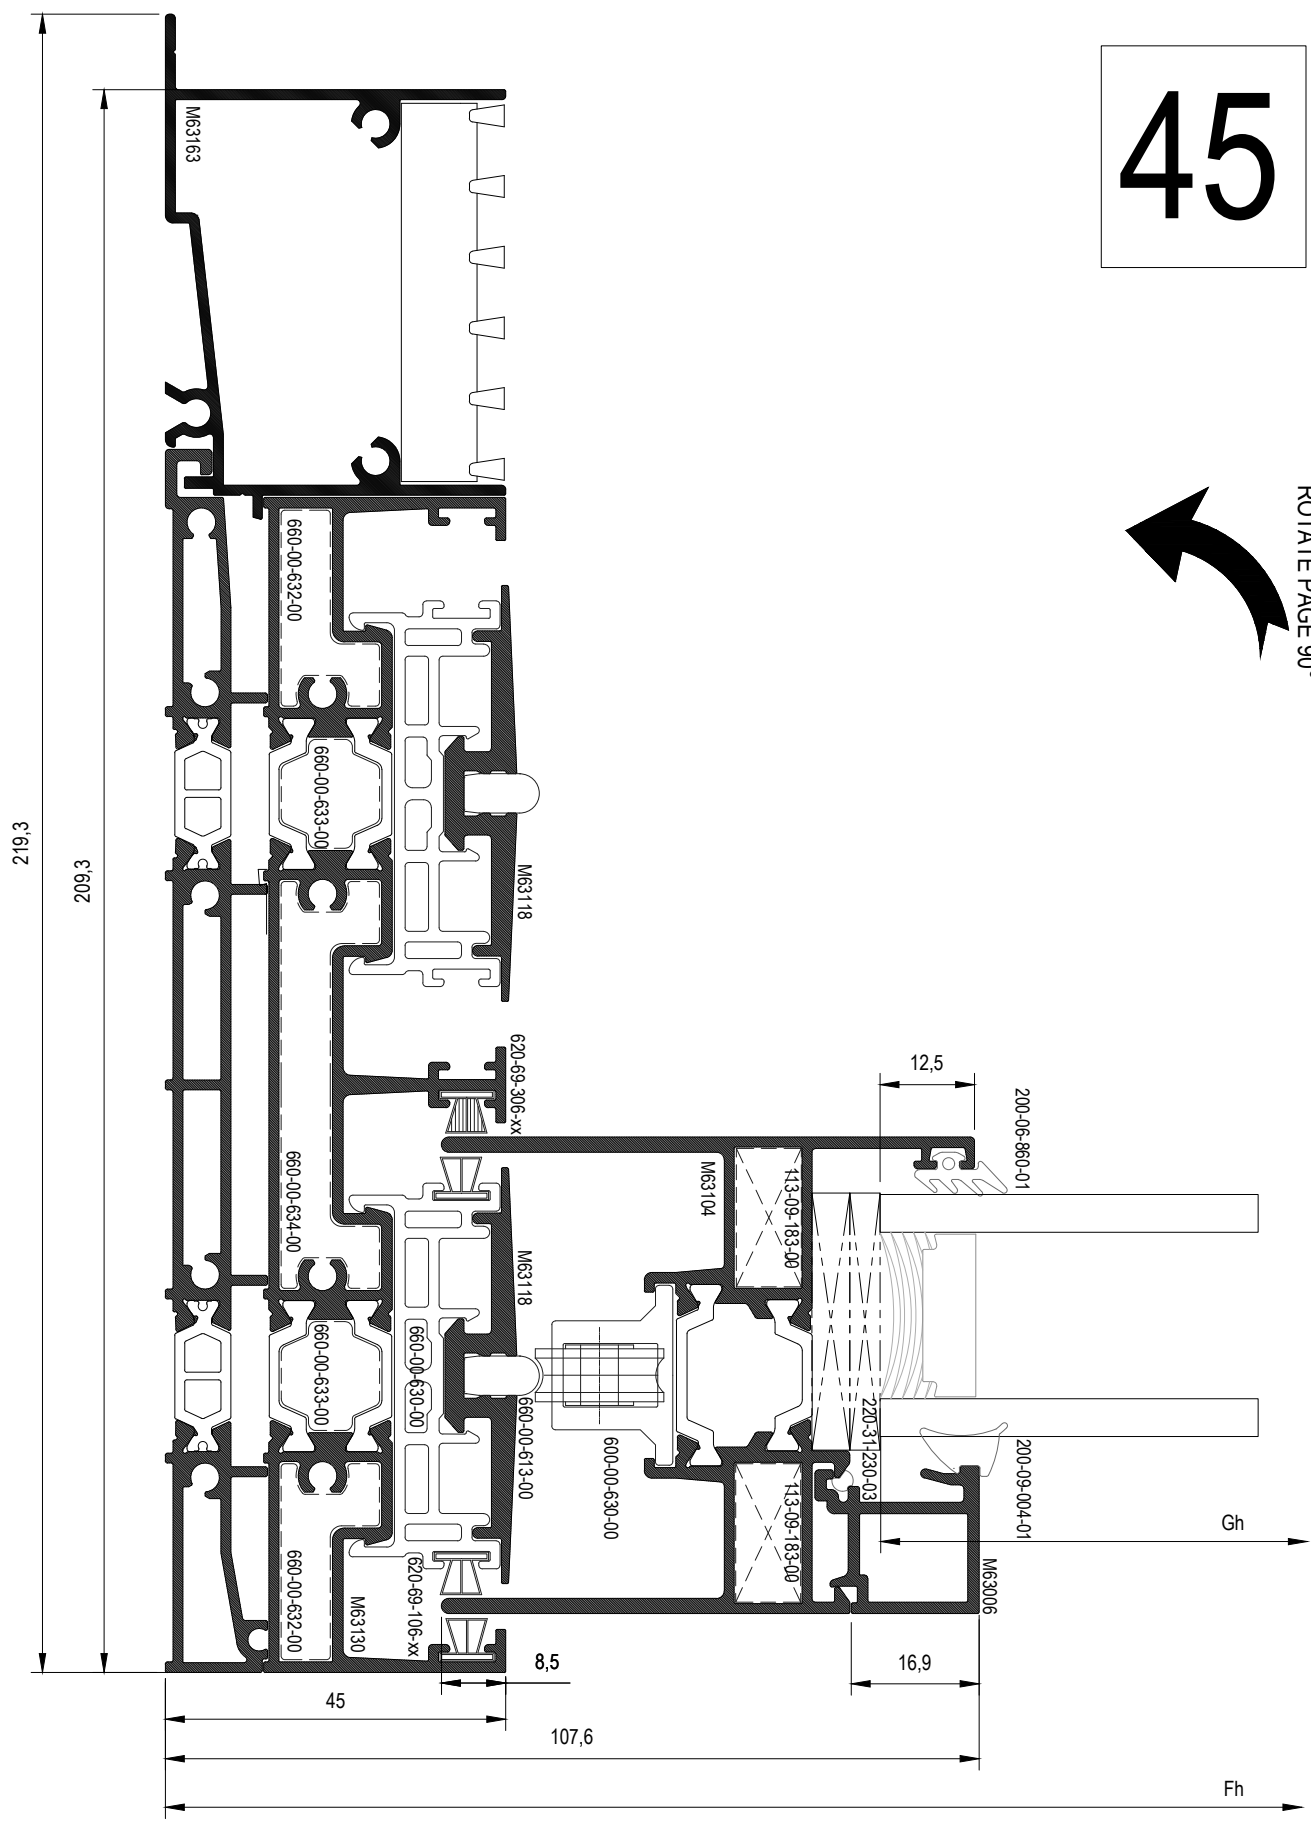 45
ROTATE PAGE 90°
M63163
219,3
209,3
660-00-632-00
660-00-633-00
M63118
620-69-306-xx
12,5
200-06-860-01
M63104
113-09-183-00
660-00-634-00
M63118
660-00-633-00
660-00-630-00
660-00-613-00
600-00-630-00
220-31-230-03
200-09-004-01
113-09-183-00
Gh
M63006
660-00-632-00
M63130
620-69-106-xx
8,5
16,9
45
107,6
Fh